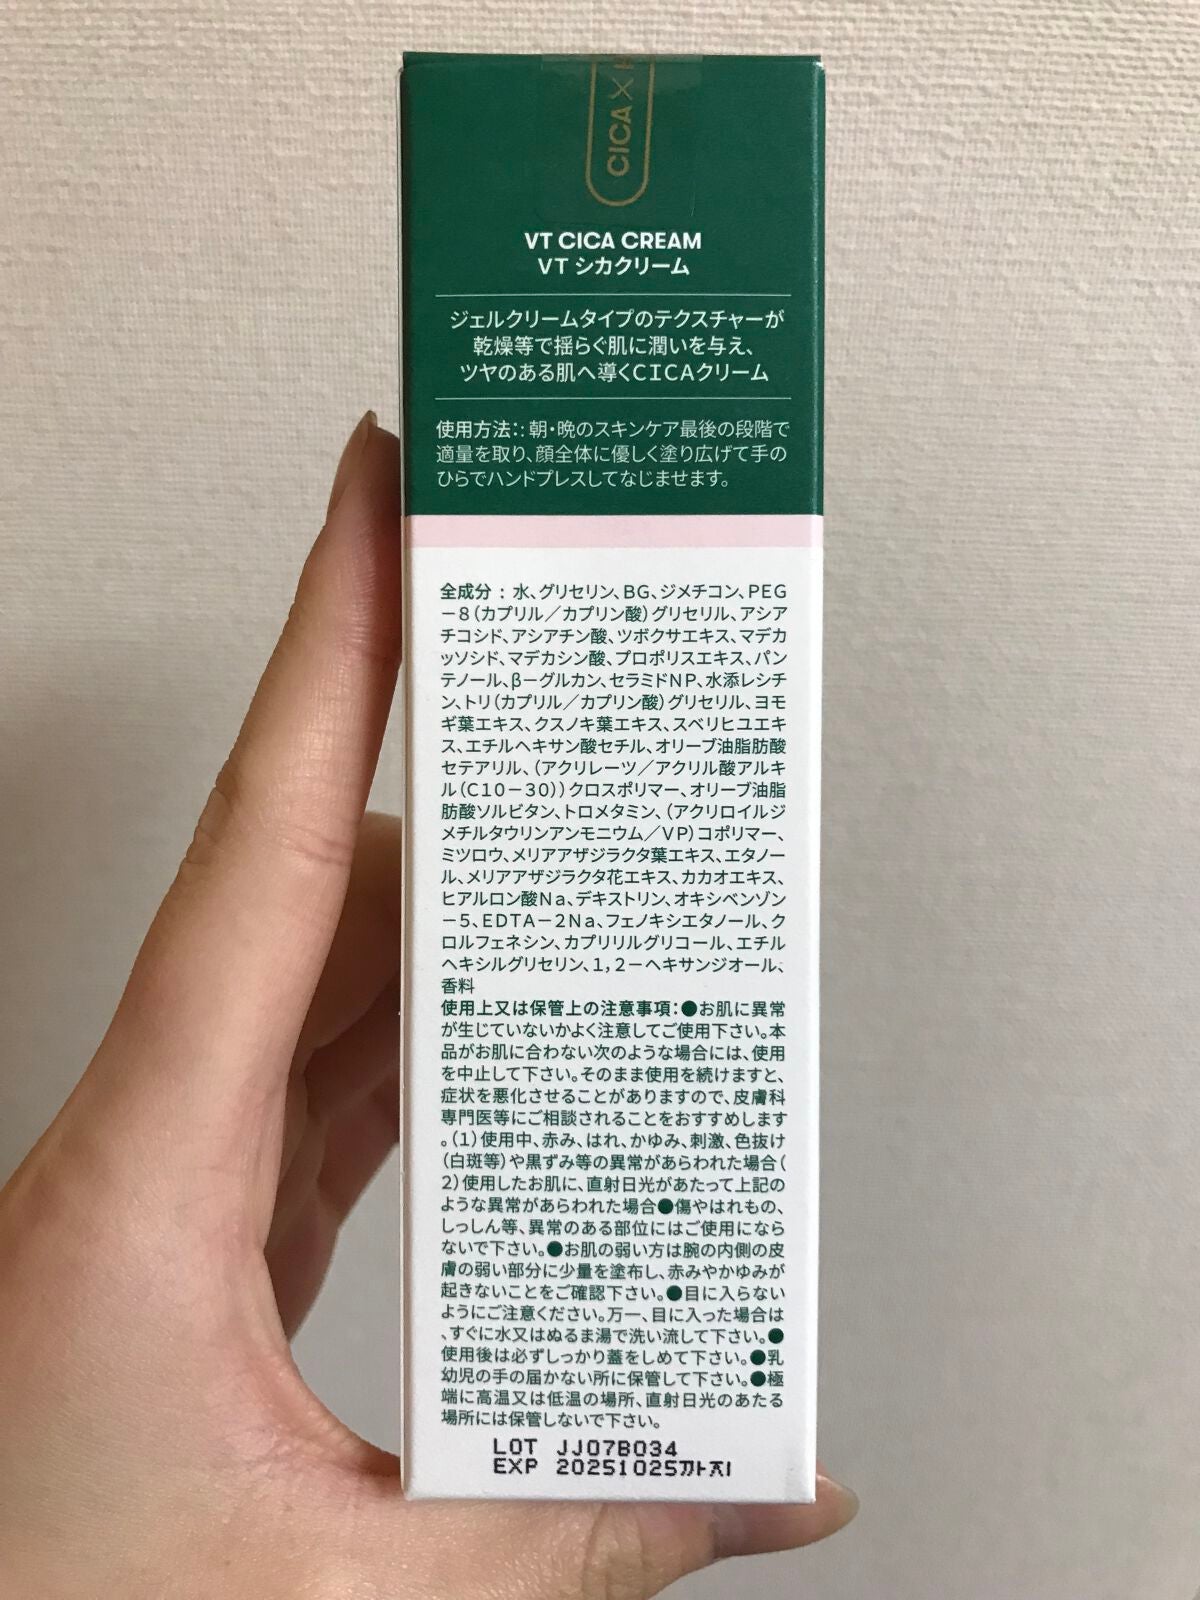 CICA ×
VT CICA CREAM
VT シカクリーム
ジェルクリームタイプのテクスチャーが
乾燥等で揺らぐ肌に潤いを与え、
ツヤのある肌へ導くCICAクリーム
使用方法:: 朝・晩のスキンケア最後の段階で
適量を取り、顔全体に優しく塗り広げて手の
ひらでハンドプレスしてなじませます。
全成分 : 水、グリセリン、BG、ジメチコン、PEG
－8(カプリル／カプリン酸)グリセリル、アシア
チコシド、アシアチン酸、ツボクサエキス、マデカ
ッソシド、マデカシン酸、プロポリスエキス、パン
テノール、β－グルカン、セラミドNP、水添レシチ
ン、トリ(カプリル／カプリン酸)グリセリル、ヨモ
ギ葉エキス、クスノキ葉エキス、スベリヒユエキ
ス、エチルヘキサン酸セチル、オリーブ油脂肪酸
セテアリル、(アクリレーツ／アクリル酸アルキ
ル(C10－30))クロスポリマー、オリーブ油脂
肪酸ソルビタン、トロメタミン、(アクリロイルジ
メチルタウリンアンモニウム／VP)コポリマー、
ミツロウ、メリアアザジラクタ葉エキス、エタノー
ル、メリアアザジラクタ花エキス、カカオエキス、
ヒアルロン酸Na、デキストリン、オキシベンゾン
－5、EDTA－2Na、フェノキシエタノール、ク
ロルフェネシン、カプリリルグリコール、エチル
ヘキシルグリセリン、1，2－ヘキサンジオール、
香料
使用上又は保管上の注意事項:●お肌に異常
が生じていないかよく注意してご使用下さい。本
品がお肌に合わない次のような場合には、使用
を中止して下さい。そのまま使用を続けますと、
症状を悪化させることがありますので、皮膚科
専門医等にご相談されることをおすすめします
。(1)使用中、赤み、はれ、かゆみ、刺激、色抜け
(白斑等)や黒ずみ等の異常があらわれた場合(
2)使用したお肌に、直射日光があたって上記の
ような異常があらわれた場合●傷やはれもの、
しっしん等、異常のある部位にはご使用になら
ないで下さい。●お肌の弱い方は腕の内側の皮
膚の弱い部分に少量を塗布し、赤みやかゆみが
起きないことをご確認下さい。●目に入らない
ようにご注意ください。万一、目に入った場合は
、すぐに水又はぬるま湯で洗い流して下さい。●
使用後は必ずしっかり蓋をしめて下さい。●乳
幼児の手の届かない所に保管して下さい。●極
端に高温又は低温の場所、直射日光のあたる
場所には保管しないで下さい。
LOT JJ07B034
EXP 20251025까지